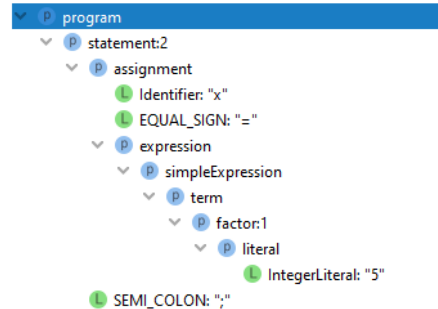 P program
P statement:2
P assignment
L Identifier: "x"
L EQUAL_SIGN: "="
P expression
P simpleExpression
P term
P factor:1
P literal
L IntegerLiteral: "5"
L SEMI_COLON: ";"